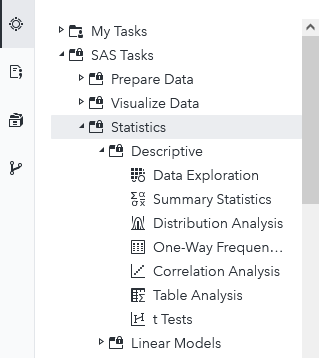 My Tasks
SAS Tasks
Prepare Data
Visualize Data
Statistics
Descriptive
Data Exploration
Summary Statistics
Distribution Analysis
One-Way Frequen...
Correlation Analysis
Table Analysis
t Tests
Linear Models